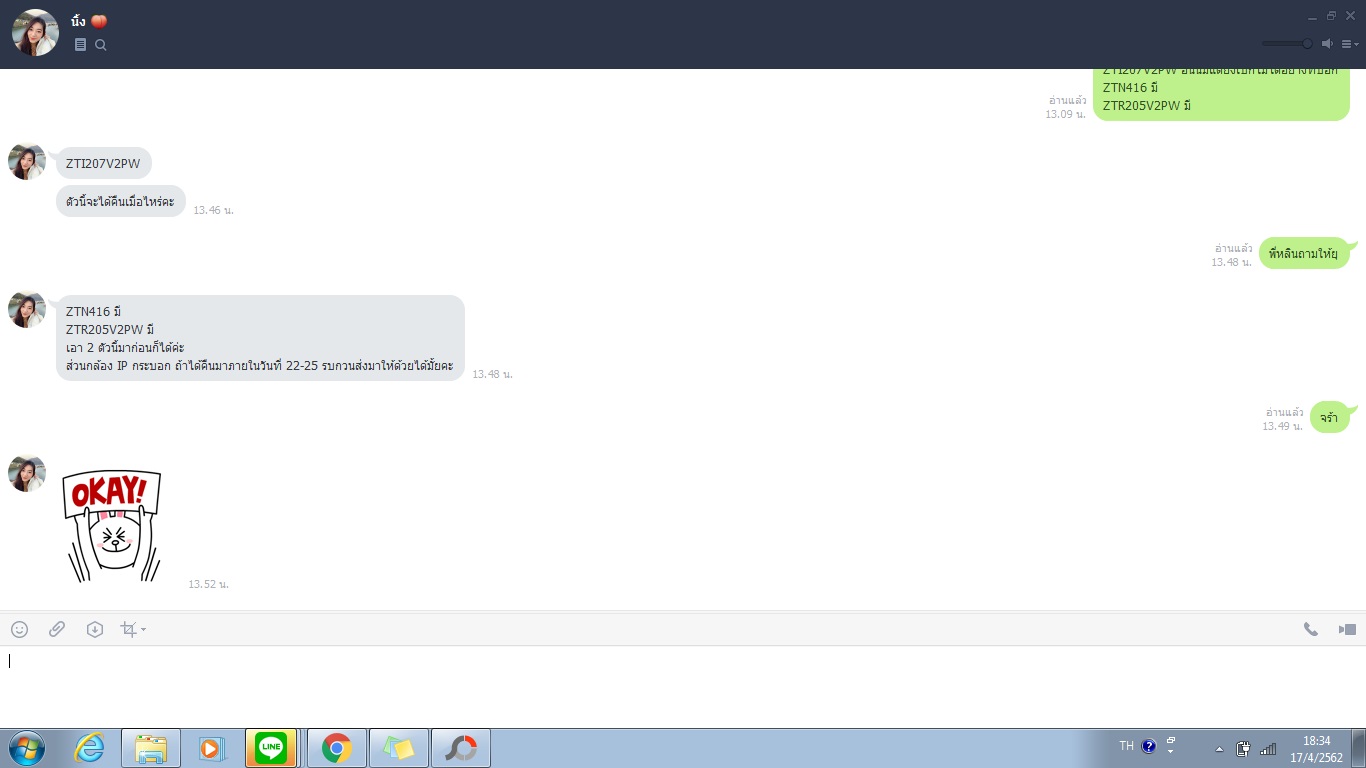 นิ้ง 🍑
ZTI207V2PW
ZTN416 มี
ZTR205V2PW มี
อ่านแล้ว
13.09 น.
ZTI207V2PW
ตัวนี้จะได้คืนเมื่อไหร่คะ
13.46 น.
อ่านแล้ว
13.48 น.
พี่หลินถามให้ยุ
ZTN416 มี
ZTR205V2PW มี
เอา 2 ตัวนี้มาก่อนก็ได้ค่ะ
ส่วนกล้อง IP กระบอก ถ้าได้คืนมาภายในวันที่ 22-25 รบกวนส่งมาให้ด้วยได้มั้ยคะ
13.48 น.
อ่านแล้ว
13.49 น.
จร้า
OKAY!
13.52 น.
LINE
TH
18:34
17/4/2562